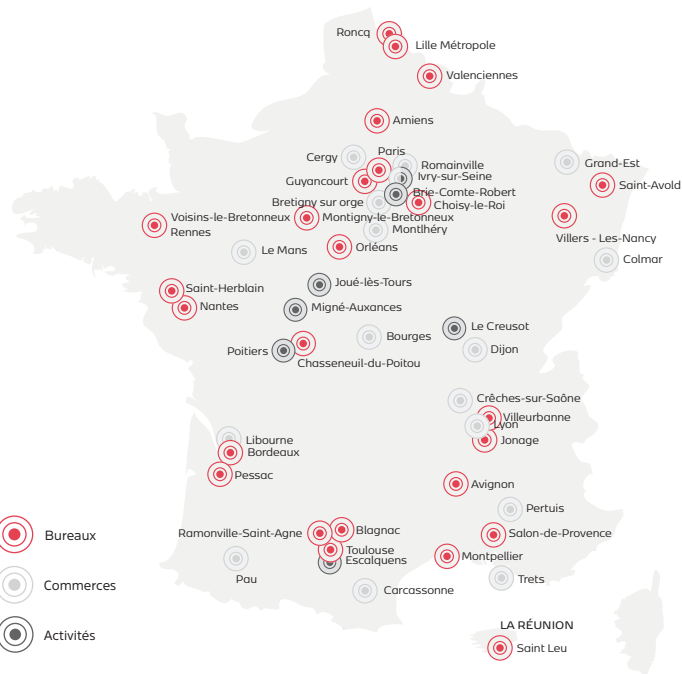 Roncq
Lille Métropole
Valenciennes
Amiens
Paris
Cergy
Romainville
Grand-Est
Ivry-sur-Seine
Guyancourt
Saint-Avold
Brie-Comte-Robert
Bretigny sur orge
Choisy-le-Roi
Voisins-le-Bretonneux
Montigny-le-Bretonneux
Rennes
Montlhéry
Villers - Les-Nancy
Le Mans
Orléans
Colmar
Joué-lès-Tours
Saint-Herblain
Nantes
Migné-Auxances
Le Creusot
Bourges
Poitiers
Dijon
Chasseneuil-du-Poitou
Crêches-sur-Saône
Villeurbanne
Lyon
Libourne
Jonage
Bordeaux
Pessac
Avignon
Pertuis
Ramonville-Saint-Agne
Blagnac
Salon-de-Provence
Bureaux
Toulouse
Montpellier
Escalquens
Pau
Trets
Commerces
Carcassonne
LA RÉUNION
Activités
Saint Leu